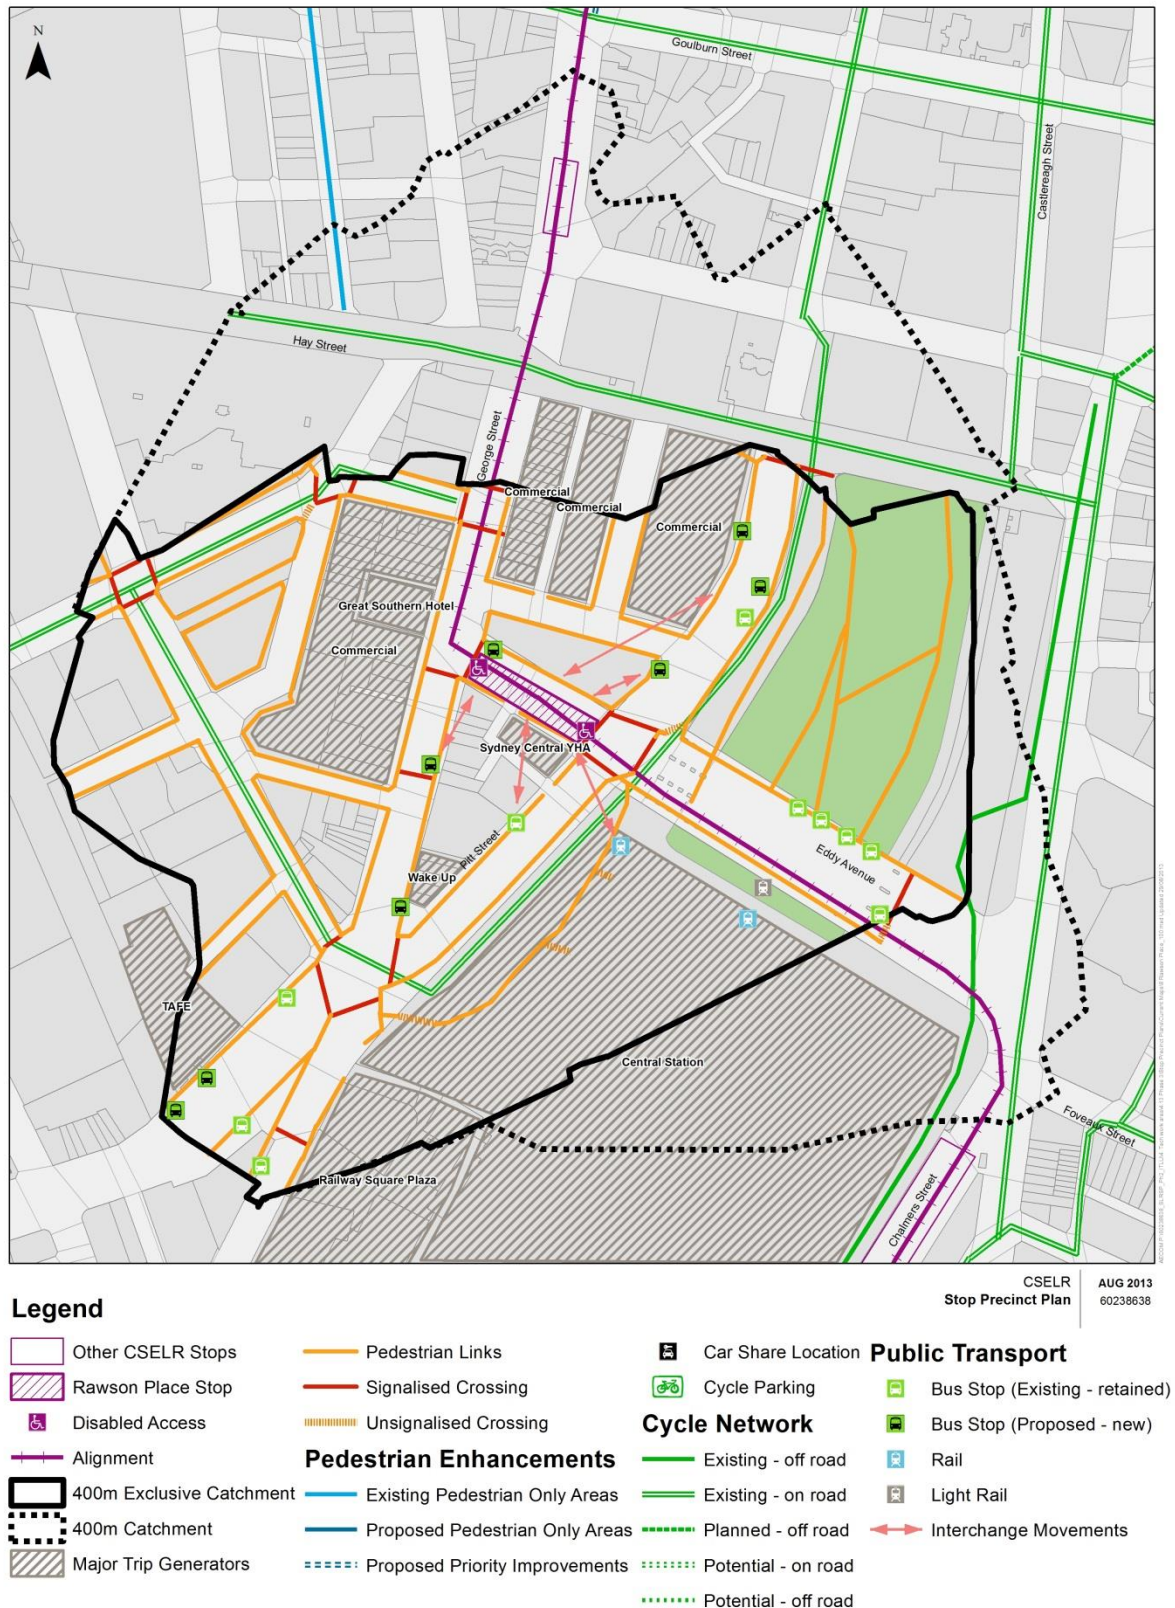 N
Goulburn Street
Castlereagh Street
Hay Street
George Street
Commercial
Commercial
Commercial
Great Southern Hotel
Commercial
Sydney Central YHA
Pitt Street
Eddy Avenue
Wake Up
TAFE
Central Station
Foveaux Street
Railway Square Plaza
Chalmers Street
CSELR
Stop Precinct Plan
AUG 2013
60238638
Legend
Other CSELR Stops
Rawson Place Stop
Disabled Access
Alignment
400m Exclusive Catchment
400m Catchment
Major Trip Generators
Pedestrian Links
Signalised Crossing
Unsignalised Crossing
Pedestrian Enhancements
Existing Pedestrian Only Areas
Proposed Pedestrian Only Areas
Proposed Priority Improvements
Car Share Location
Cycle Parking
Cycle Network
Existing - off road
Existing - on road
Planned - off road
Potential - on road
Potential - off road
Public Transport
Bus Stop (Existing - retained)
Bus Stop (Proposed - new)
Rail
Light Rail
Interchange Movements